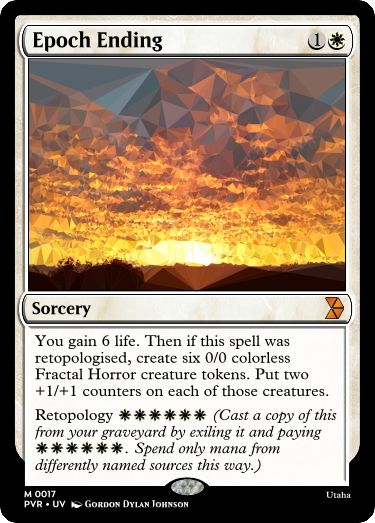 Epoch Ending 1
Sorcery
You gain 6 life. Then if this spell was
retopologised, create six 0/0 colorless
Fractal Horror creature tokens. Put two
+1/+1 counters on each of those creatures.
Retopology (Cast a copy of this
from your graveyard by exiling it and paying
. Spend only mana from
differently named sources this way.)
M 0017
PVR • UV Gordon Dylan Johnson
Utaha